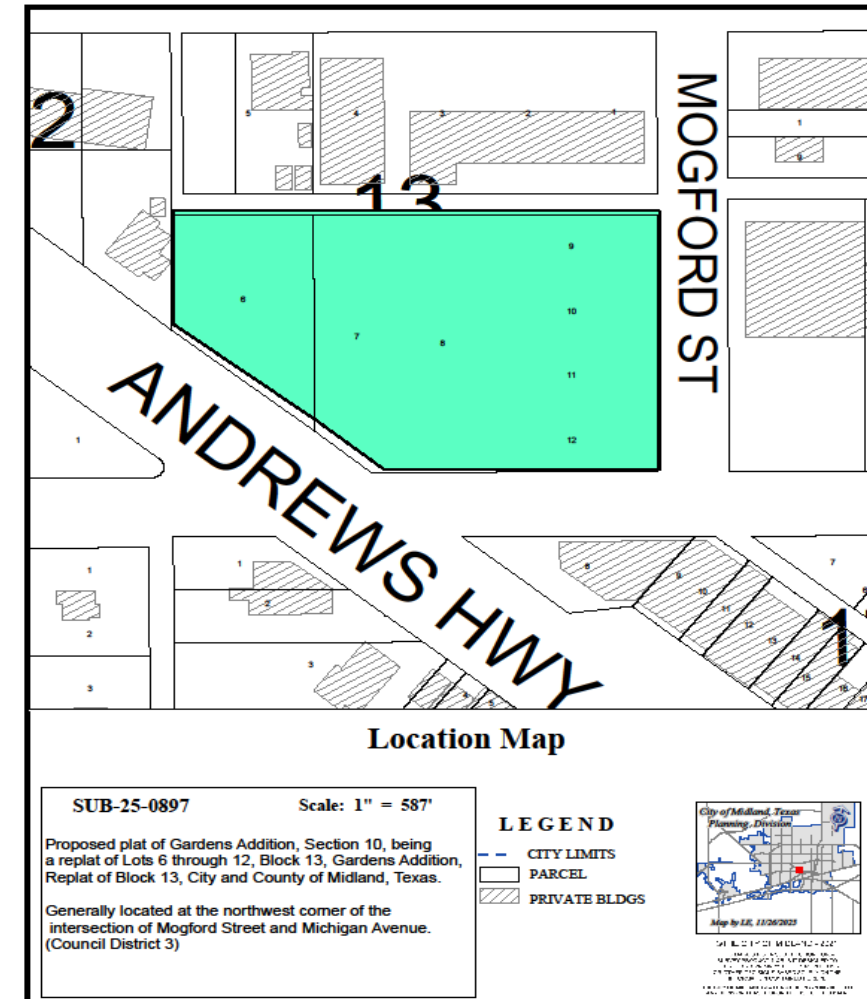 2
5
4
3
2
1
1
9
13
MOGFORD ST
6
7
8
9
10
11
12
1
ANDREWS HWY
1
2
3
1
2
3
4
5
8
9
10
11
12
13
14
15
16
17
7
1
Location Map
SUB-25-0897 Scale: 1" = 587'
Proposed plat of Gardens Addition, Section 10, being
a replat of Lots 6 through 12, Block 13, Gardens Addition,
Replat of Block 13, City and County of Midland, Texas.
Generally located at the northwest corner of the
intersection of Mogford Street and Michigan Avenue.
(Council District 3)
LEGEND
CITY LIMITS
PARCEL
PRIVATE BLDGS
City of Midland, Texas
Planning Division
Map by LE, 11/26/2025